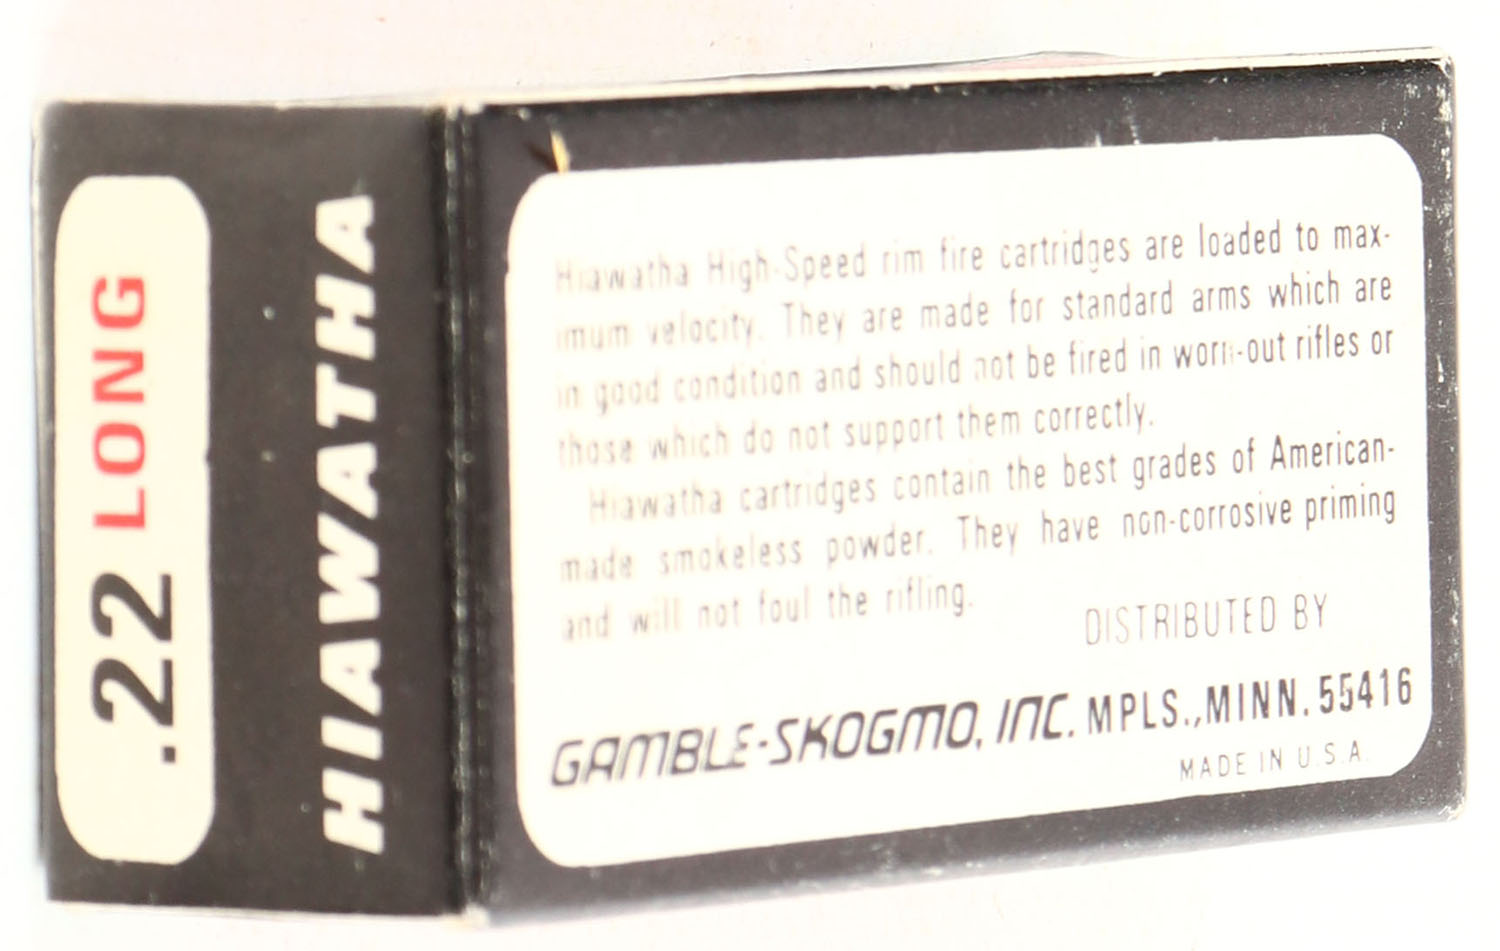 .22 LONG
HIAWATHA
Hiawatha High-Speed rim fire cartridges are loaded to max-
imum velocity. They are made for standard arms which are
in good condition and should not be fired in worn-out rifles or
those which do not support them correctly.
Hiawatha cartridges contain the best grades of American-
made smokeless powder. They have non-corrosive priming
and will not foul the rifling.
DISTRIBUTED BY
GAMBLE-SKOGMO, INC. MPLS., MINN. 55416
MADE IN U.S.A.